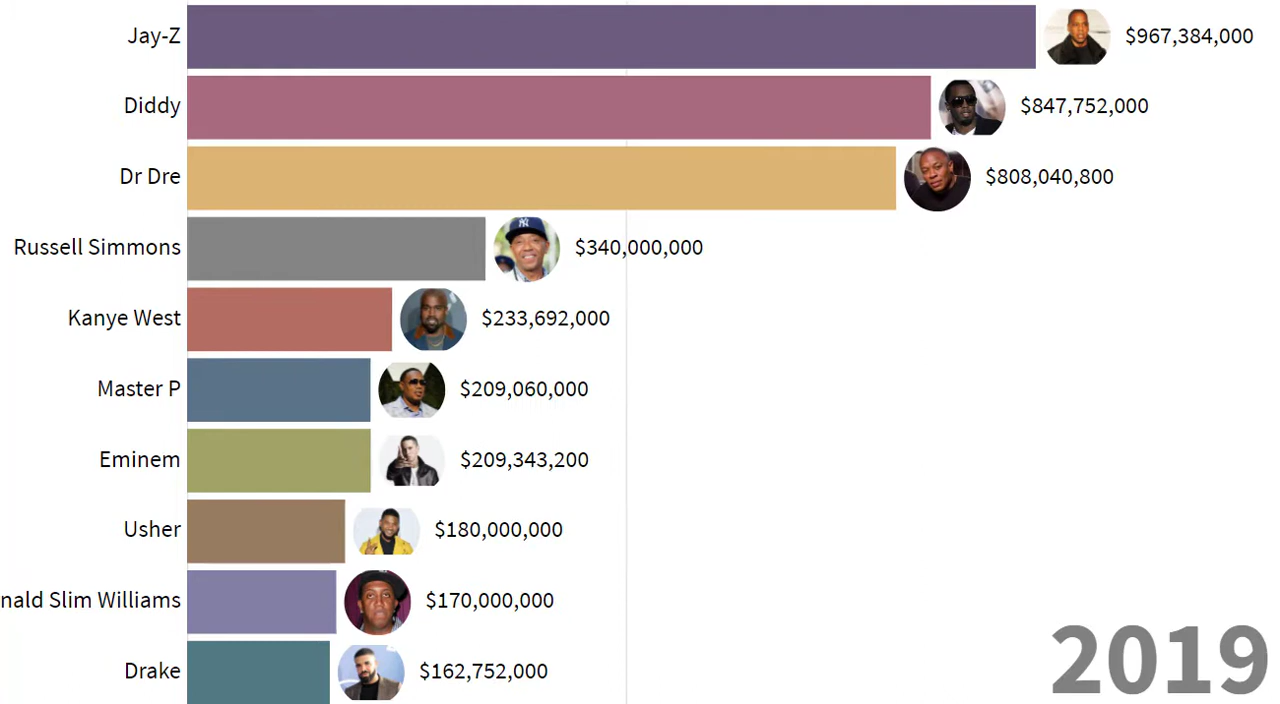 Jay-Z $967,384,000
Diddy $847,752,000
Dr Dre $808,040,800
Russell Simmons $340,000,000
Kanye West $233,692,000
Master P $209,060,000
Eminem $209,343,200
Usher $180,000,000
nald Slim Williams $170,000,000
Drake $162,752,000
2019